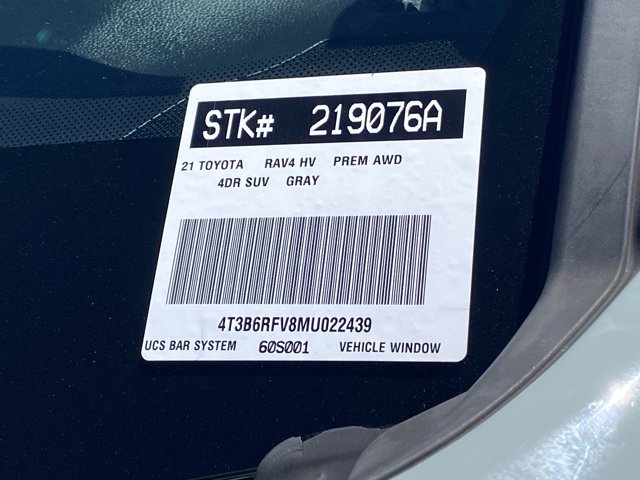 STK# 219076A
21 TOYOTA RAV4 HV PREM AWD
4DR SUV GRAY
4T3B6RFV8MU022439
UCS BAR SYSTEM 60S001 VEHICLE WINDOW